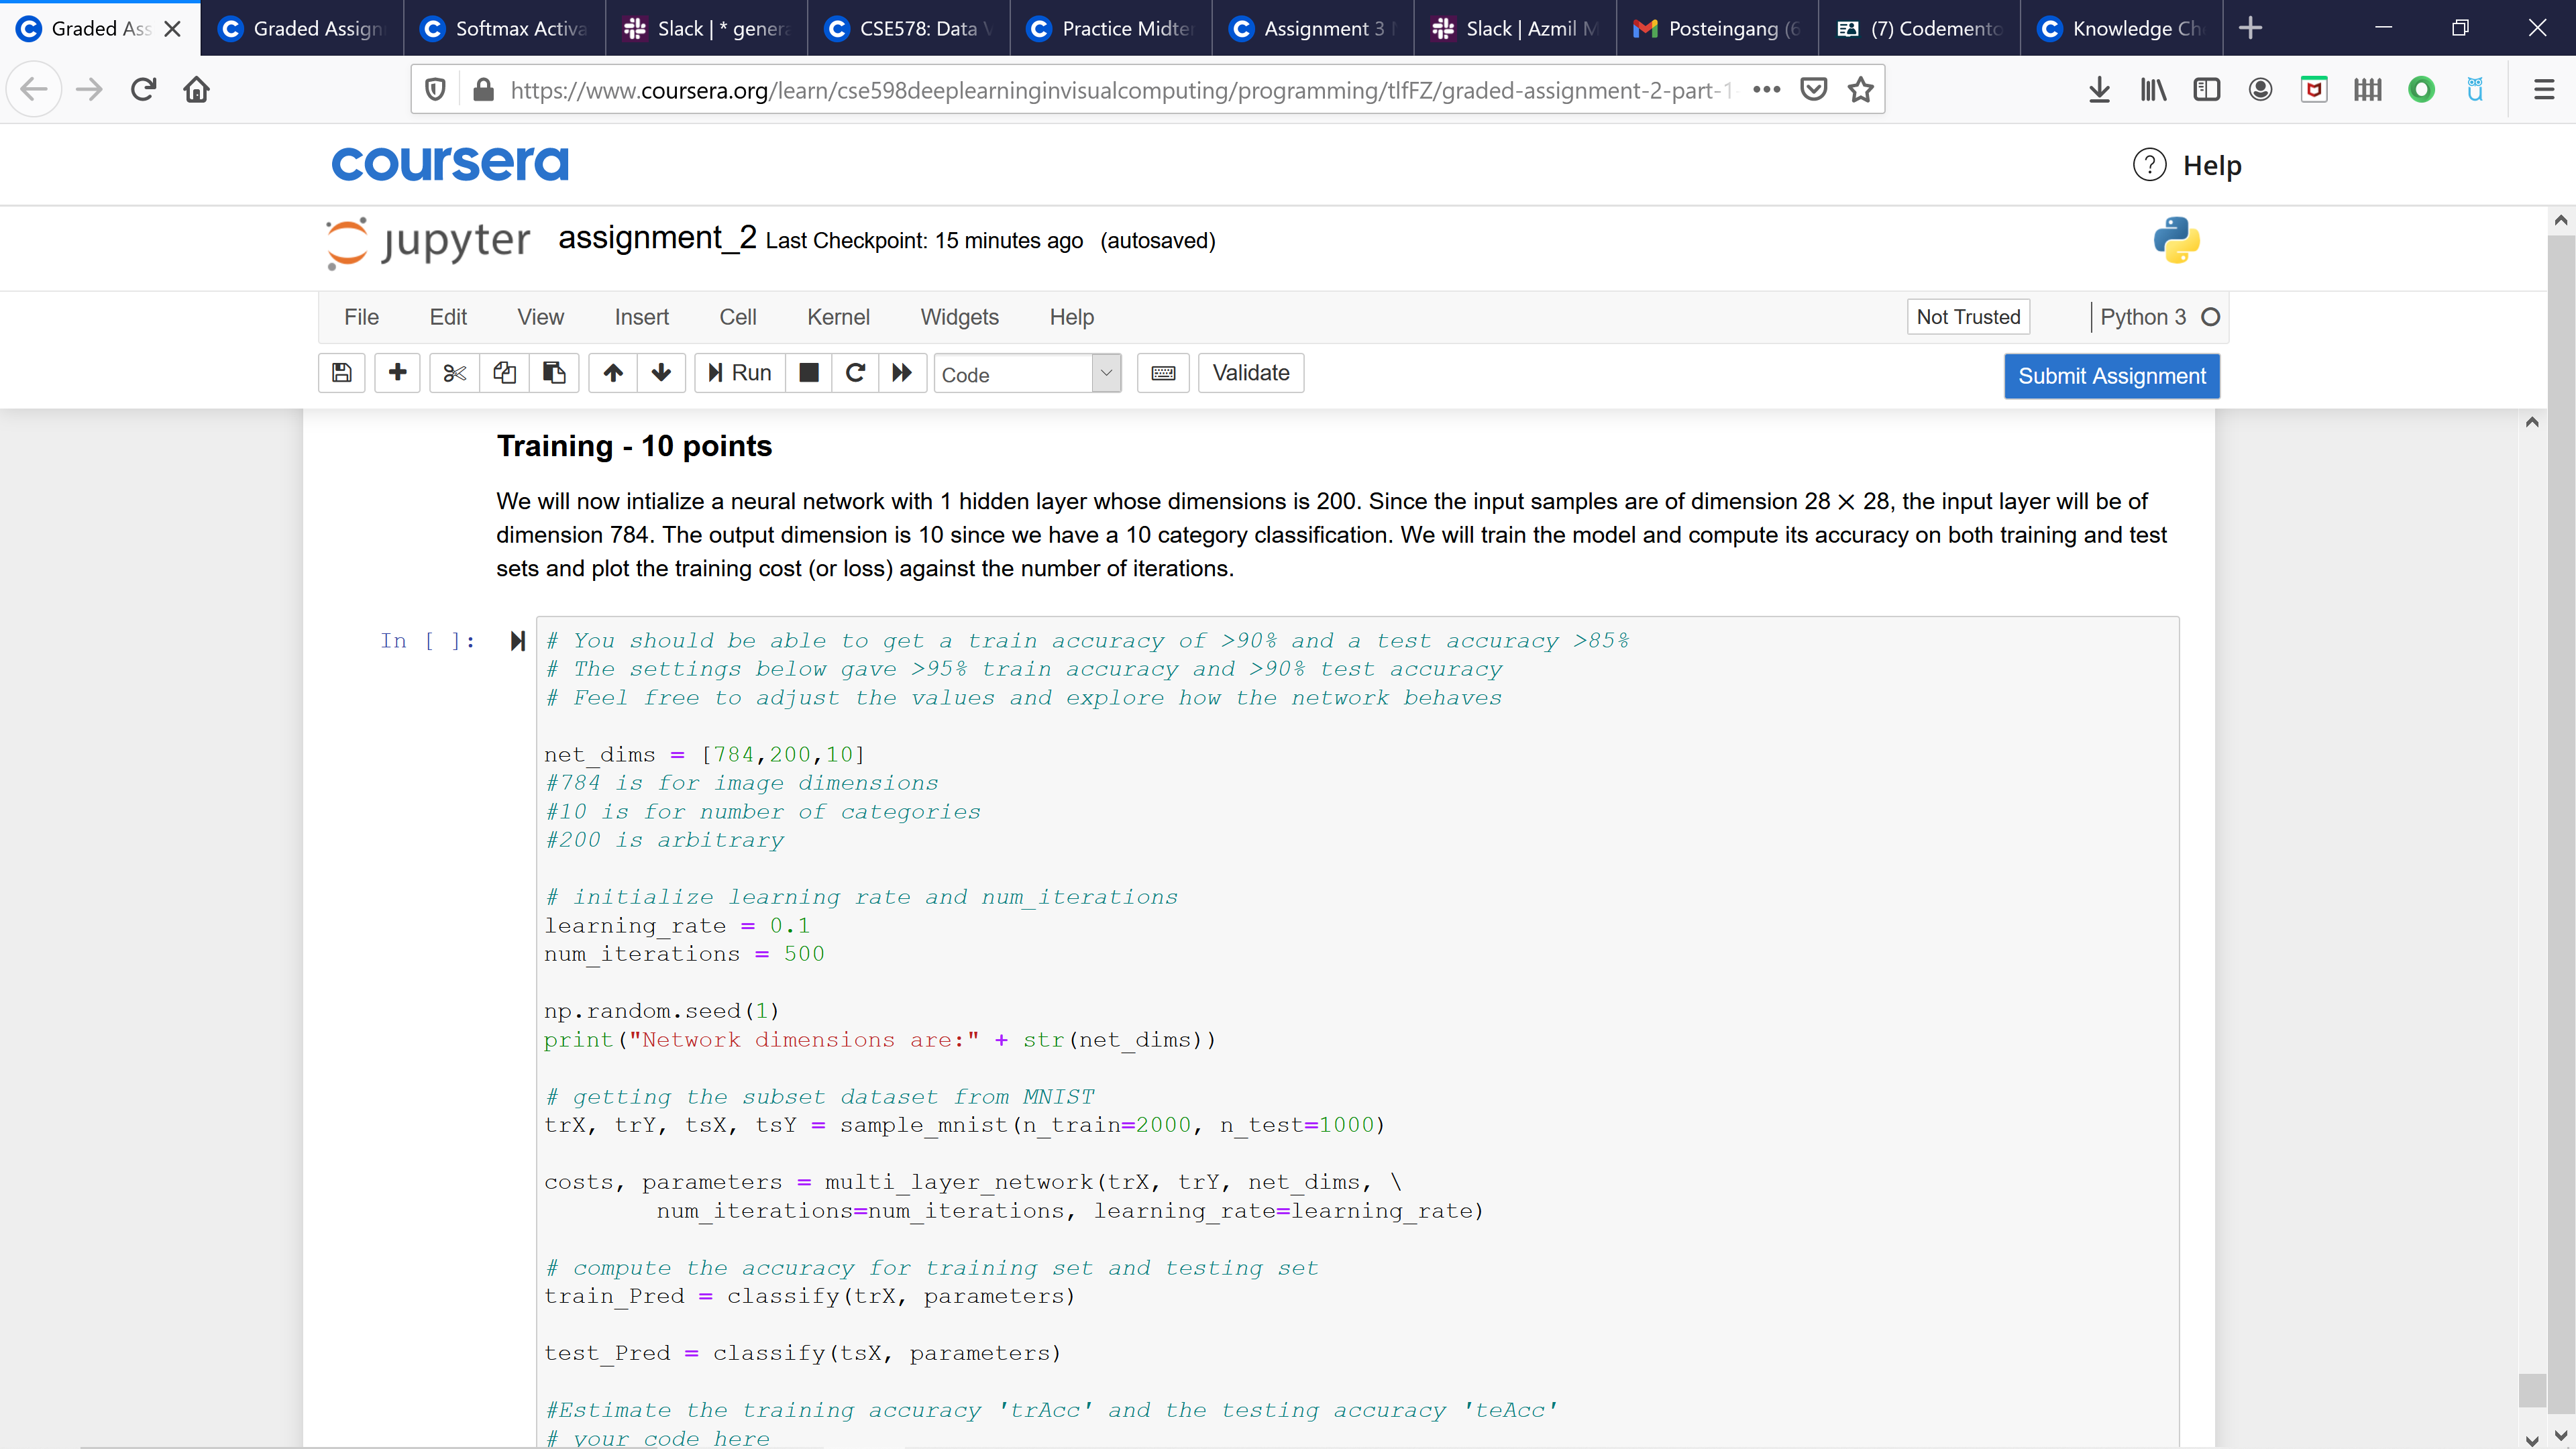 Graded Ass
Graded Assign
Softmax Activa
Slack | * genera
CSE578: Data V
Practice Midter
Assignment 3
Slack | Azmil M
Posteingang (6
(7) Codemento
Knowledge Ch
https://www.coursera.org/learn/cse598deeplearninginvisualcomputing/programming/tlfFZ/graded-assignment-2-part-1-
coursera
? Help
jupyter assignment_2 Last Checkpoint: 15 minutes ago (autosaved)
File Edit View Insert Cell Kernel Widgets Help Not Trusted Python 3
Run Code Validate Submit Assignment
Training - 10 points
We will now intialize a neural network with 1 hidden layer whose dimensions is 200. Since the input samples are of dimension 28 × 28, the input layer will be of
dimension 784. The output dimension is 10 since we have a 10 category classification. We will train the model and compute its accuracy on both training and test
sets and plot the training cost (or loss) against the number of iterations.
In [ ]:
# You should be able to get a train accuracy of >90% and a test accuracy >85%
# The settings below gave >95% train accuracy and >90% test accuracy
# Feel free to adjust the values and explore how the network behaves
net_dims = [784,200,10]
#784 is for image dimensions
#10 is for number of categories
#200 is arbitrary
# initialize learning rate and num_iterations
learning_rate = 0.1
num_iterations = 500
np.random.seed(1)
print("Network dimensions are:" + str(net_dims))
# getting the subset dataset from MNIST
trX, trY, tsX, tsY = sample_mnist(n_train=2000, n_test=1000)
costs, parameters = multi_layer_network(trX, trY, net_dims, \
num_iterations=num_iterations, learning_rate=learning_rate)
# compute the accuracy for training set and testing set
train_Pred = classify(trX, parameters)
test_Pred = classify(tsX, parameters)
#Estimate the training accuracy 'trAcc' and the testing accuracy 'teAcc'
# your code here